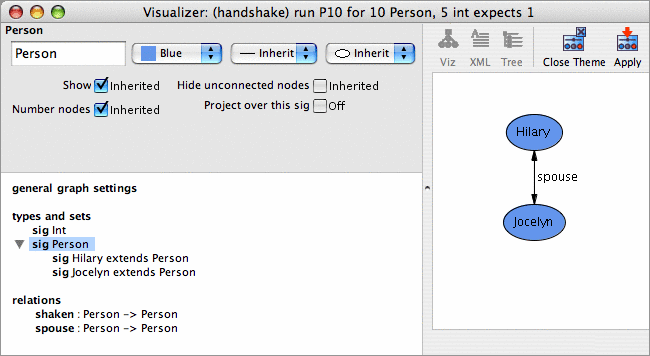 Visualizer: (handshake) run P10 for 10 Person, 5 int expects 1
Person
Person Blue Inherit Inherit
Show Inherited Hide unconnected nodes Inherited
Number nodes Inherited Project over this sig Off
general graph settings
types and sets
sig Int
sig Person
sig Hilary extends Person
sig Jocelyn extends Person
relations
shaken : Person -> Person
spouse : Person -> Person
Viz XML Tree Close Theme Apply
Hilary
spouse
Jocelyn